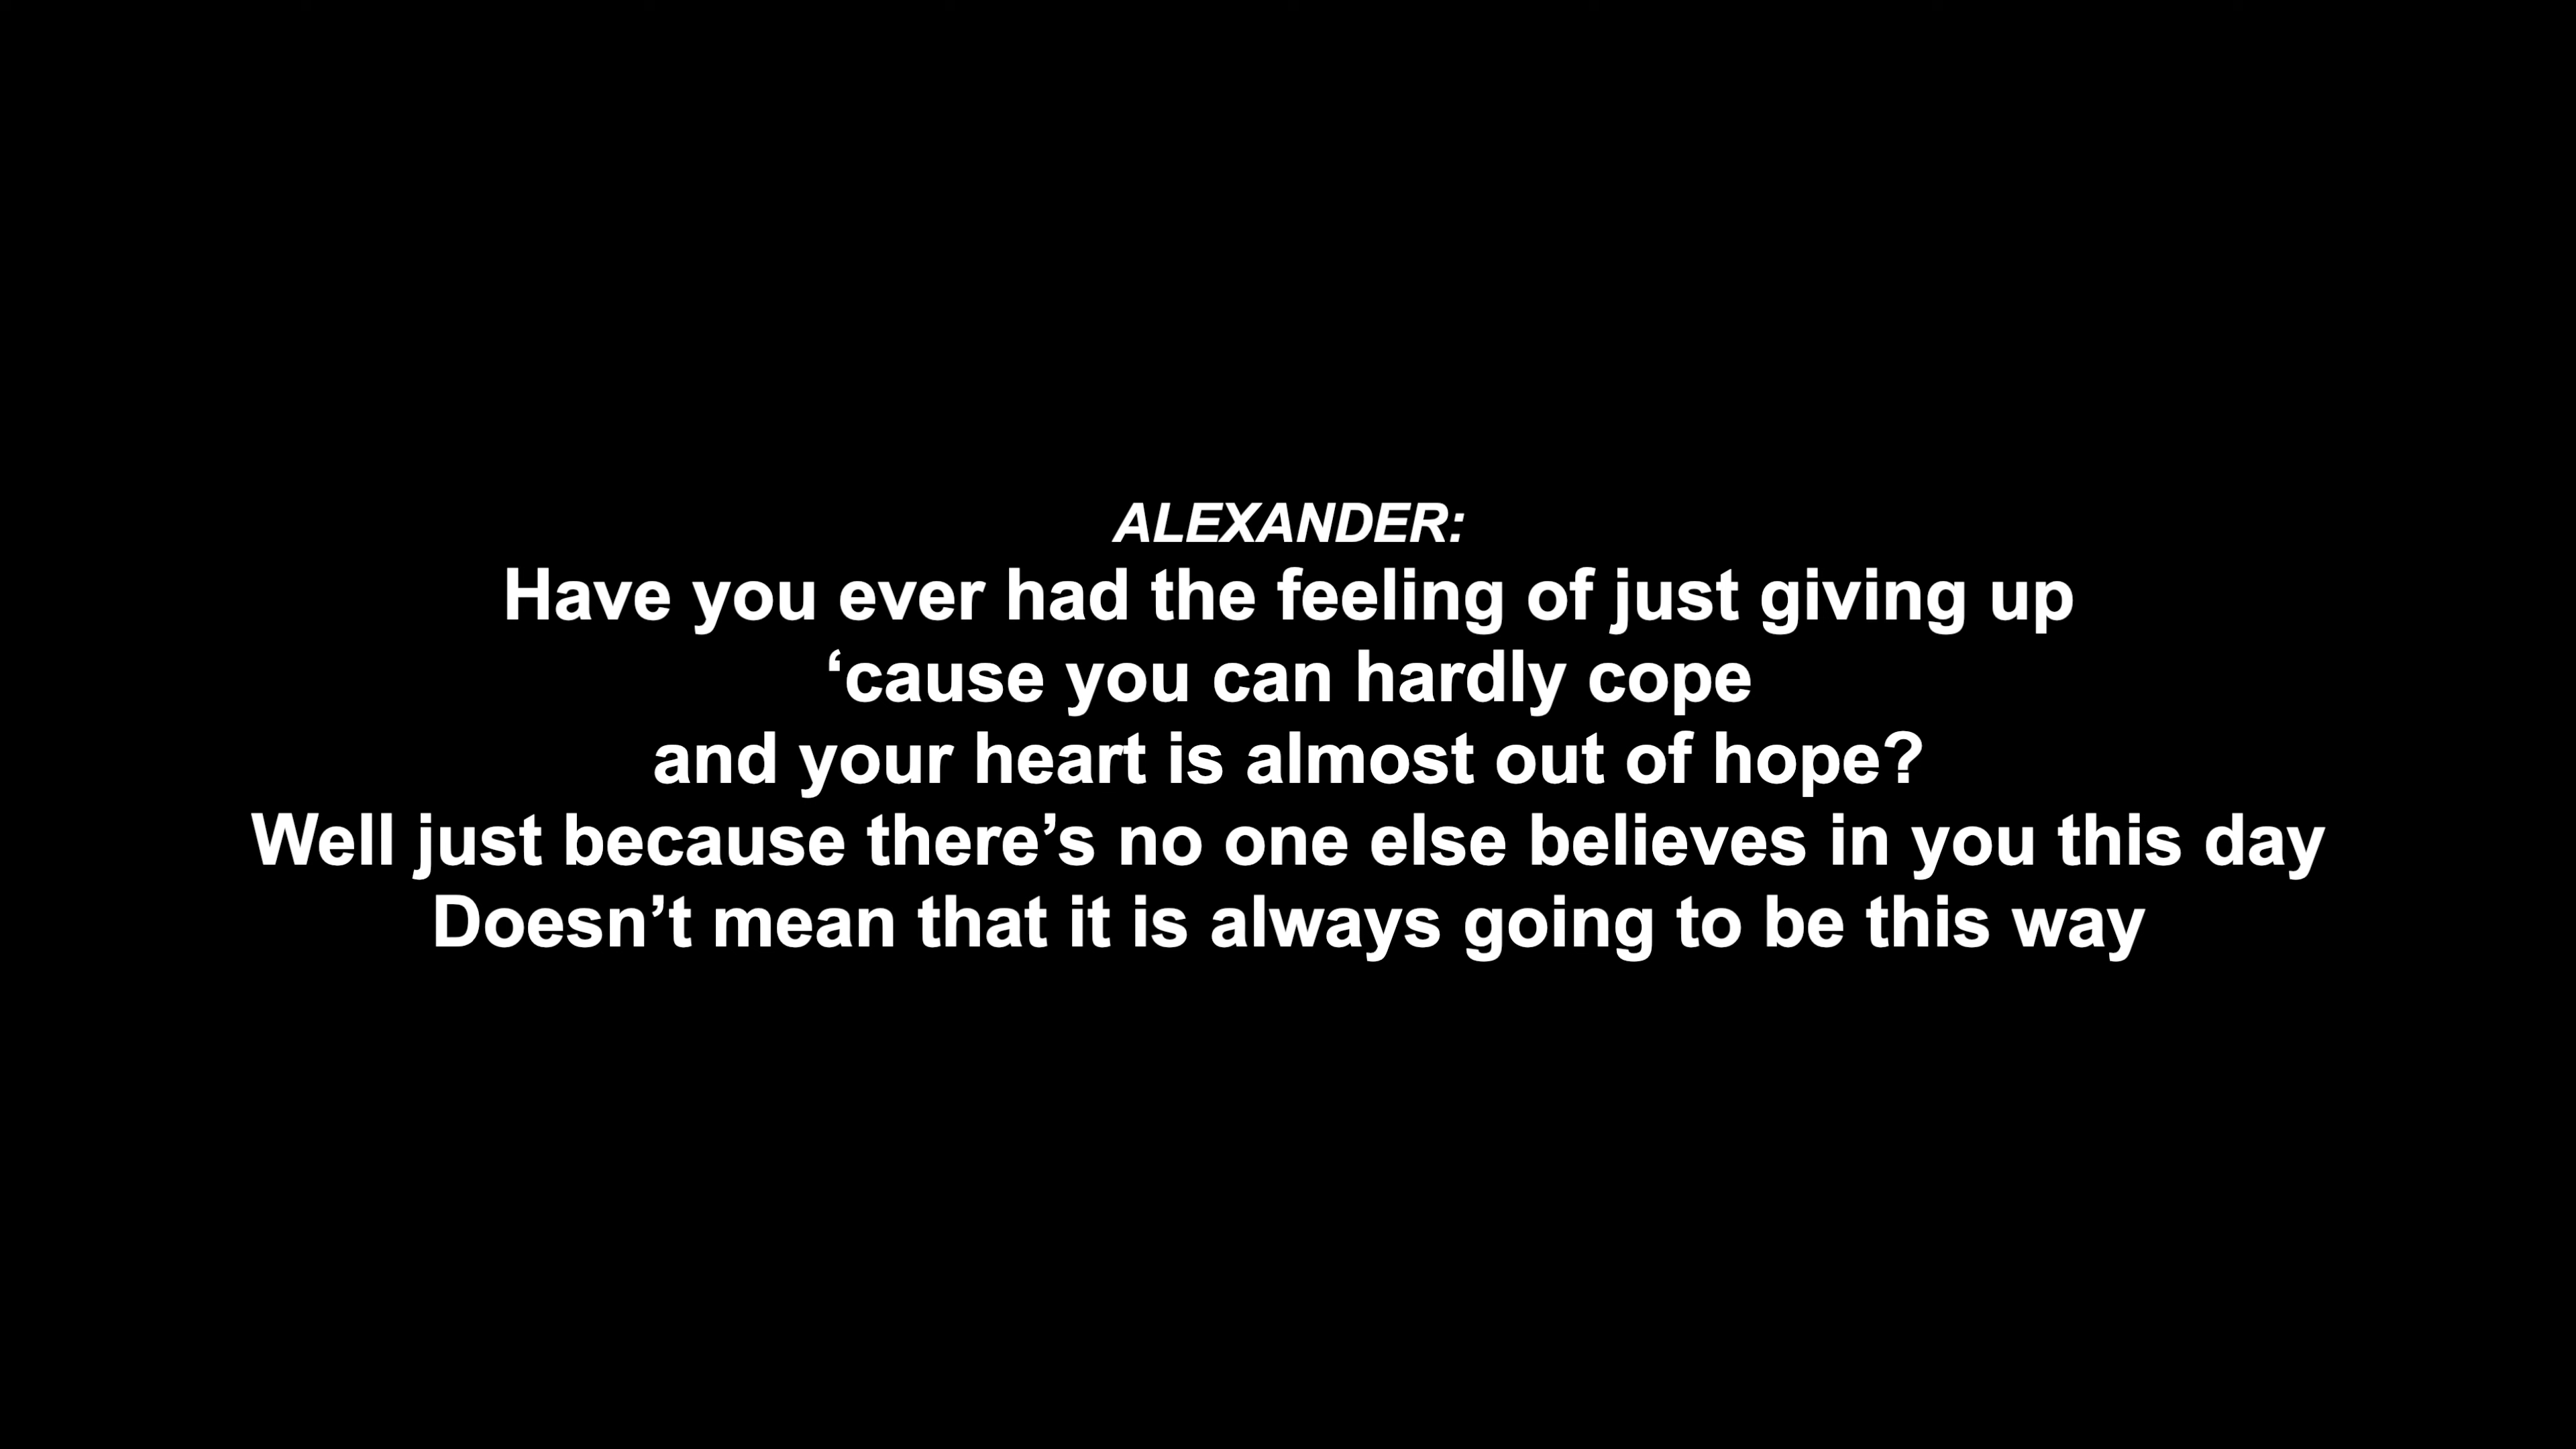 ALEXANDER:
Have you ever had the feeling of just giving up
‘cause you can hardly cope
and your heart is almost out of hope?
Well just because there’s no one else believes in you this day
Doesn’t mean that it is always going to be this way